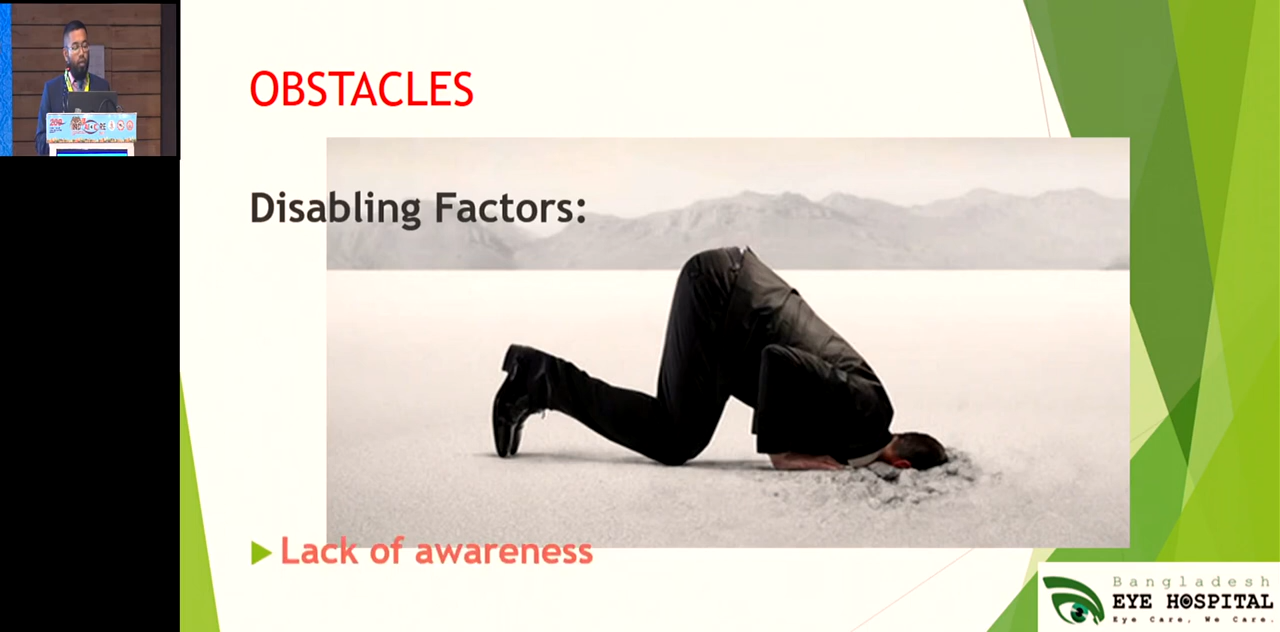 OBSTACLES
Disabling Factors:
Lack of awareness
Bangladesh
EYE HOSPITAL
Eye Care, We Care.